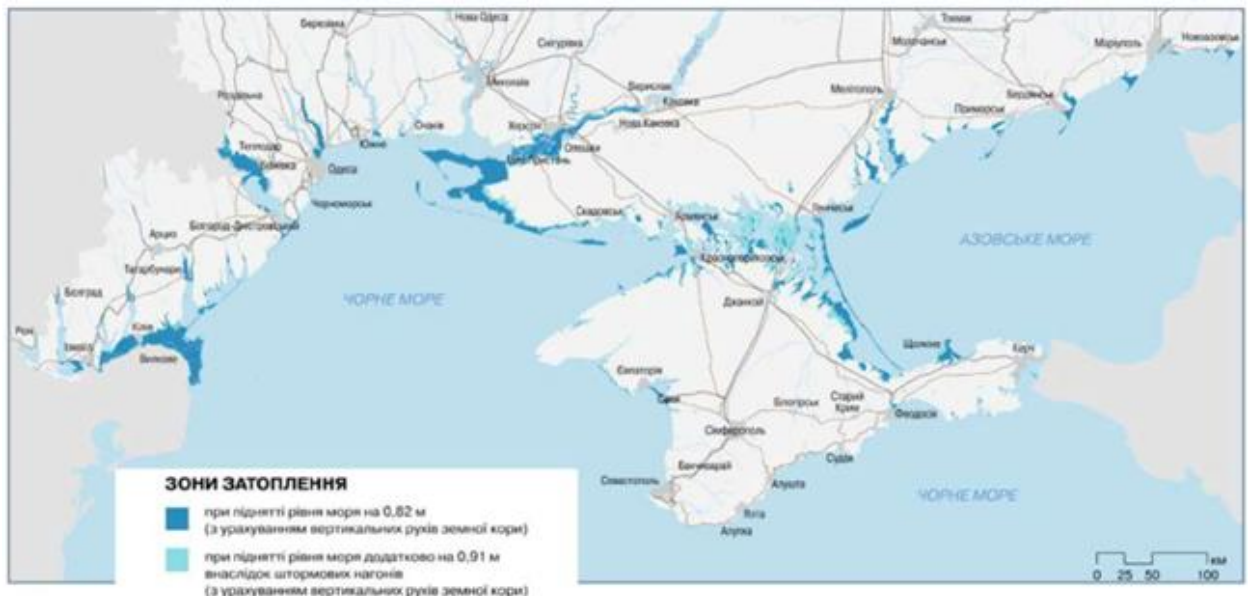 Нова Одеса
Березівка
Снігурівка
Токмак
Молочанськ
Маріуполь
Новоазовськ
Миколаїв
Роздільна
Берислав
Каховка
Мелітополь
Бердянськ
Приморськ
Очаків
Херсон
Нова Каховка
Южне
Теплодар
Олешки
Одеса
Чорноморськ
Скадовськ
Армянськ
Генічеськ
Білгород-Дністровський
Арциз
АЗОВСЬКЕ МОРЕ
Красноперекопськ
Татарбунари
Болград
ЧОРНЕ МОРЕ
Джанкой
Рені
Кілія
Ізмаїл
Вилкове
Щолкіне
Керч
Євпаторія
Саки
Білогірськ
Старий
Крим
Феодосія
Сімферополь
Судак
Бахчисарай
Севастополь
Алушта
ЧОРНЕ МОРЕ
Ялта
Алупка
ЗОНИ ЗАТОПЛЕННЯ
при піднятті рівня моря на 0,82 м
(з урахуванням вертикальних рухів земної кори)
при піднятті рівня моря додатково на 0,91 м
внаслідок штормових нагонів
(з урахуванням вертикальних рухів земної кори)
км
0 25 50 100